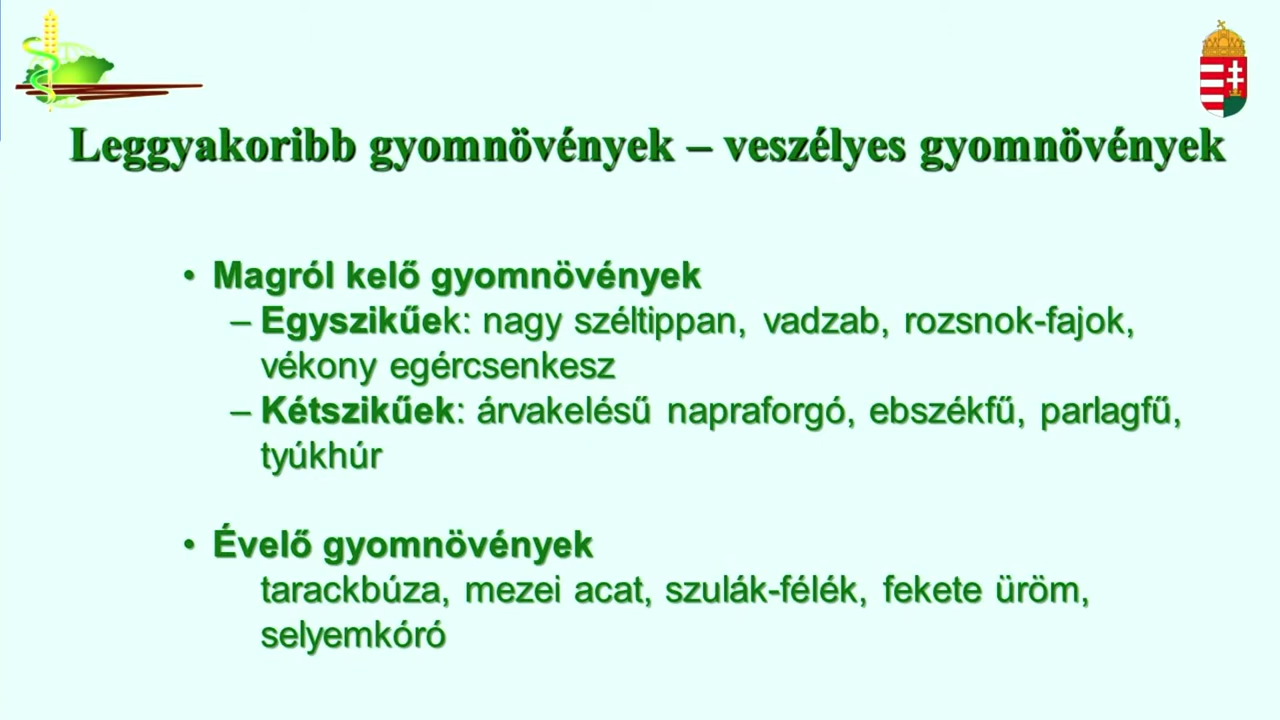 Leggyakoribb gyomnövények – veszélyes gyomnövények
• Magról kelő gyomnövények
– Egyszikűek: nagy széltippan, vadzab, rozsnok-fajok,
vékony egércsenkesz
– Kétszikűek: árvakelésű napraforgó, ebszékfű, parlagfű,
tyúkhúr
• Évelő gyomnövények
tarackbúza, mezei acat, szulák-félék, fekete üröm,
selyemkóró